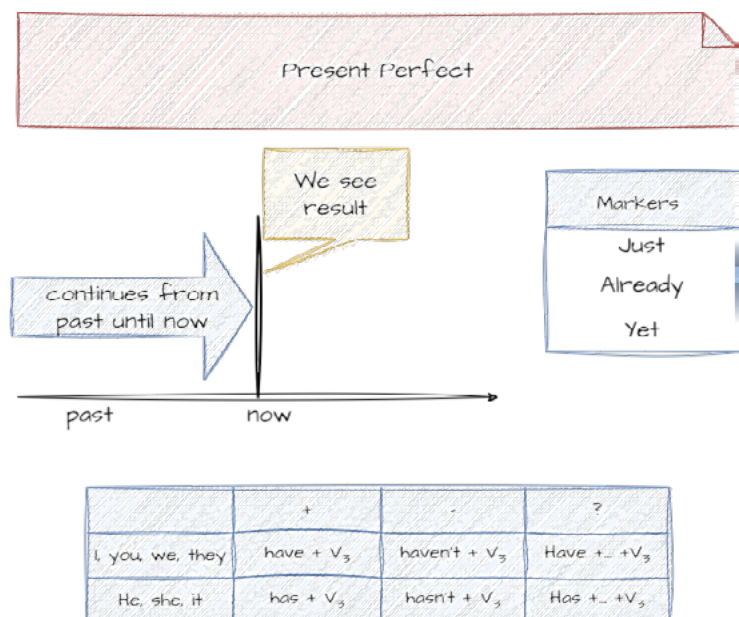 Present Perfect
We see
result
continues from
past until now
past now
Markers
Just
Already
Yet
+ - ?
I, you, we, they have + V₃ haven't + V₃ Have +... +V₃
He, she, it has + V₃ hasn't + V₃ Has +... +V₃